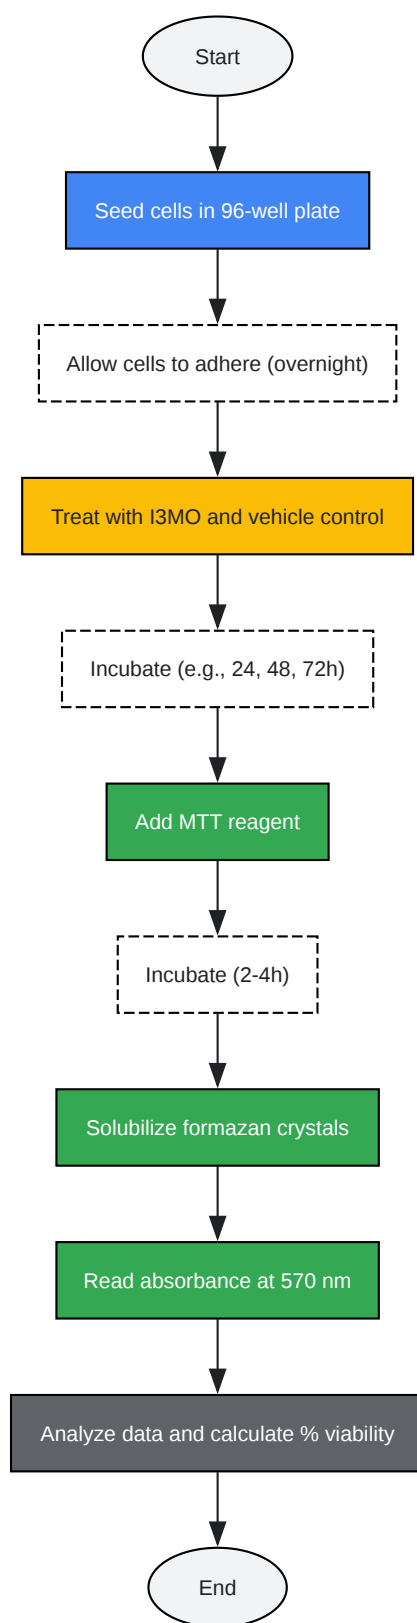 Start
Seed cells in 96-well plate
Allow cells to adhere (overnight)
Treat with I3MO and vehicle control
Incubate (e.g., 24, 48, 72h)
Add MTT reagent
Incubate (2-4h)
Solubilize formazan crystals
Read absorbance at 570 nm
Analyze data and calculate % viability
End